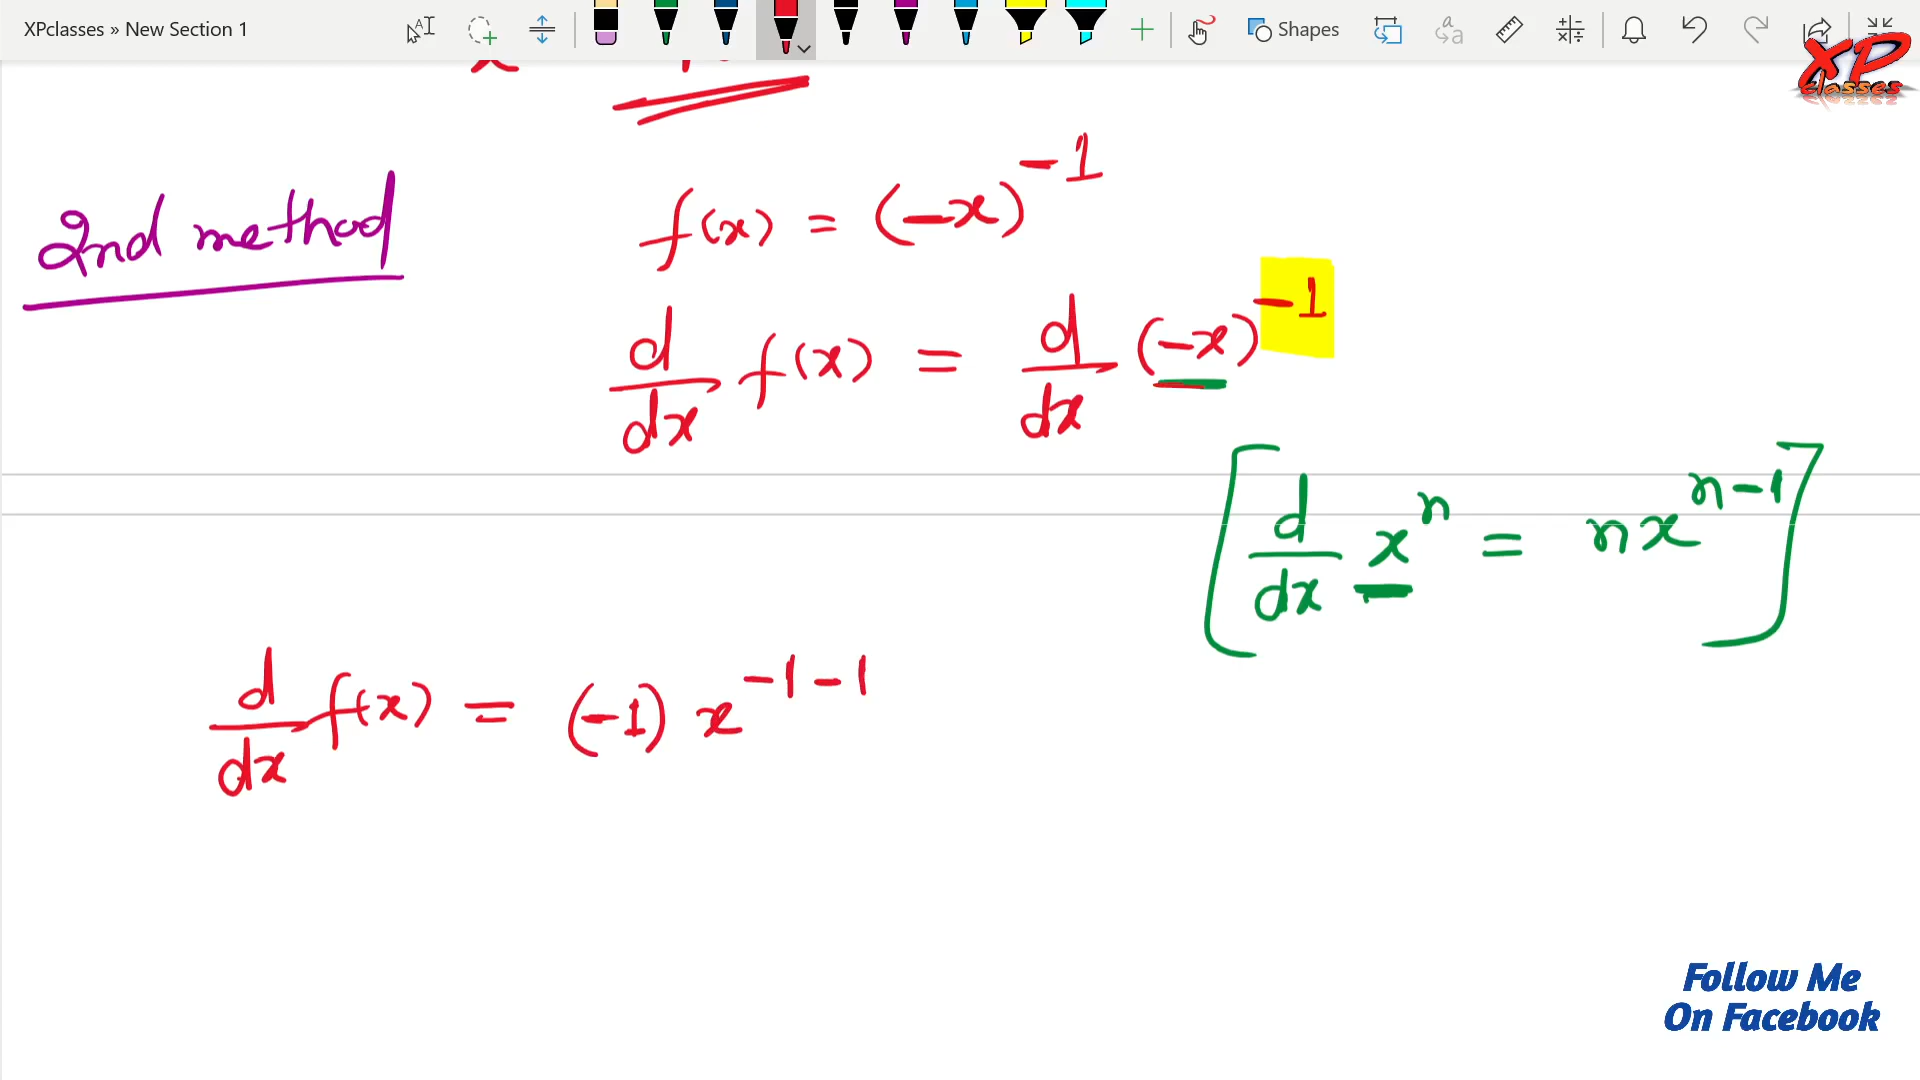 XPclasses » New Section 1
Shapes
XP
classes
2nd method
f(x) = (-x)^{-1}
d/dx f(x) = d/dx (-x)^{-1}
[d/dx x^n = nx^{n-1}]
d/dx f(x) = (-1) x^{-1-1}
Follow Me
On Facebook